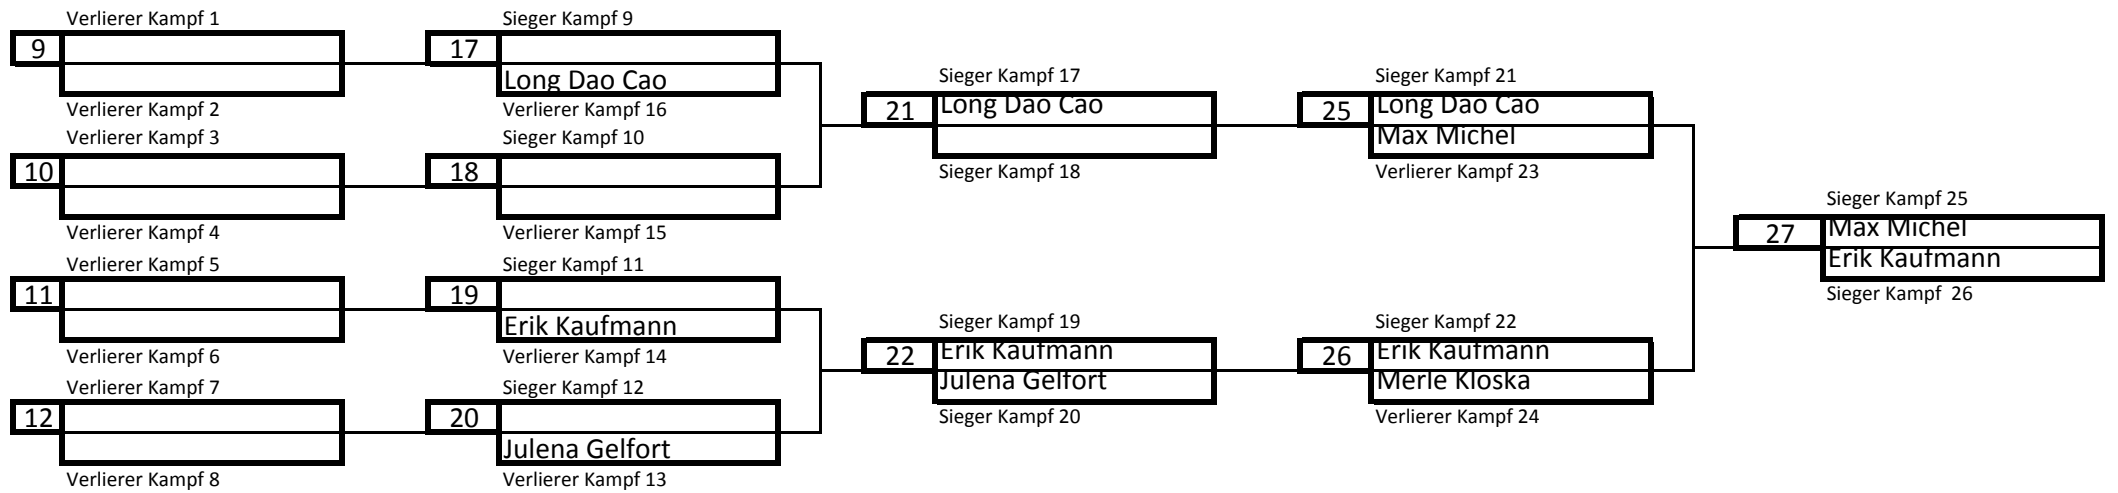 Verlierer Kampf 1
9
Verlierer Kampf 2
Verlierer Kampf 3
10
Verlierer Kampf 4
Verlierer Kampf 5
11
Verlierer Kampf 6
Verlierer Kampf 7
12
Verlierer Kampf 8
Sieger Kampf 9
17
Long Dao Cao
Verlierer Kampf 16
Sieger Kampf 10
18
Verlierer Kampf 15
Sieger Kampf 11
19
Erik Kaufmann
Verlierer Kampf 14
Sieger Kampf 12
20
Julena Gelfort
Verlierer Kampf 13
Sieger Kampf 17
21
Long Dao Cao
Sieger Kampf 18
Sieger Kampf 19
22
Erik Kaufmann
Julena Gelfort
Sieger Kampf 20
Sieger Kampf 21
25
Long Dao Cao
Max Michel
Verlierer Kampf 23
Sieger Kampf 22
26
Erik Kaufmann
Merle Kloska
Verlierer Kampf 24
Sieger Kampf 25
27
Max Michel
Erik Kaufmann
Sieger Kampf 26